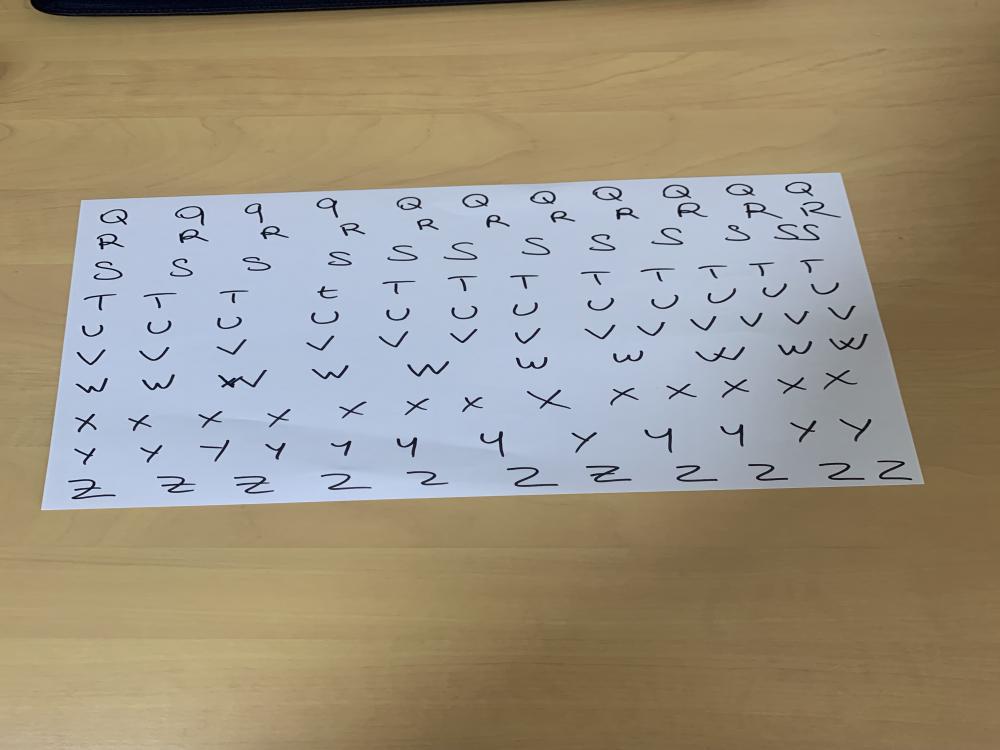 Q q q q Q Q Q Q Q Q Q
R R R R R R R R R R R
S S S S S S S S S S SS
T T T t T T T T T T T T
U U U U U U U U U U U U
V V V V V V V V V V V V
W W W W W W W W W W
X X X X X X X X X X X X X
Y Y Y Y Y Y Y Y Y Y Y Y
Z Z Z Z Z Z Z Z Z Z Z